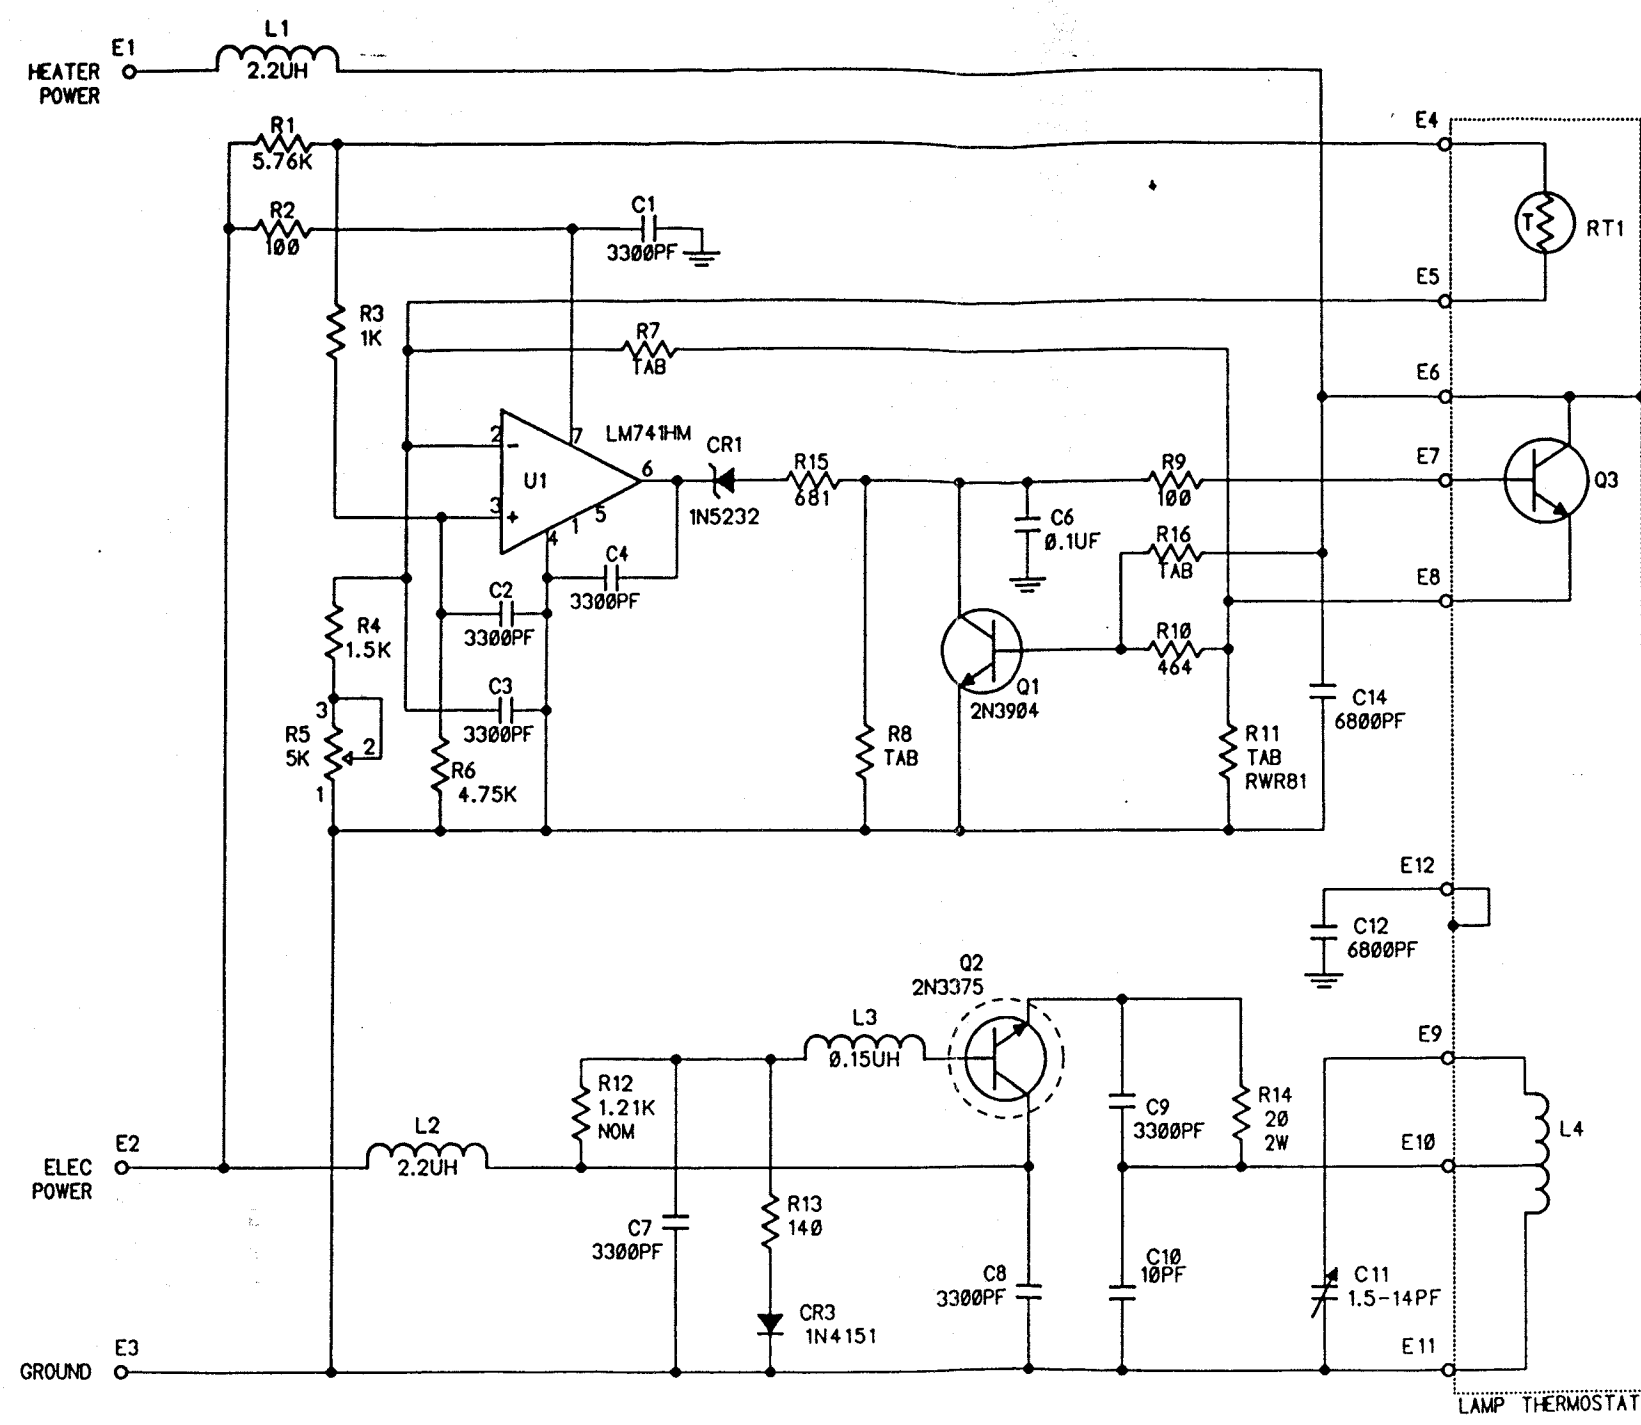 L1
E1
HEATER
POWER
2.2UH
R1
5.76K
E4
R2
100
C1
3300PF
T
RT1
E5
R3
1K
R7
TAB
E6
2
-
7
LM741HM
CR1
U1
6
R15
681
R9
100
E7
Q3
3
+
5
1
4
1N5232
C6
0.1UF
R16
TAB
C4
3300PF
E8
C2
3300PF
R4
1.5K
R10
464
C3
3300PF
Q1
2N3904
C14
6800PF
3
R5
5K
2
1
R6
4.75K
R8
TAB
R11
TAB
RWR81
E12
C12
6800PF
Q2
2N3375
L3
0.15UH
E9
R12
1.21K
NOM
C9
3300PF
R14
20
2W
L4
E2
ELEC
POWER
L2
2.2UH
E10
C7
3300PF
R13
140
C8
3300PF
C10
10PF
C11
1.5-14PF
CR3
1N4151
E3
GROUND
E11
LAMP THERMOSTAT